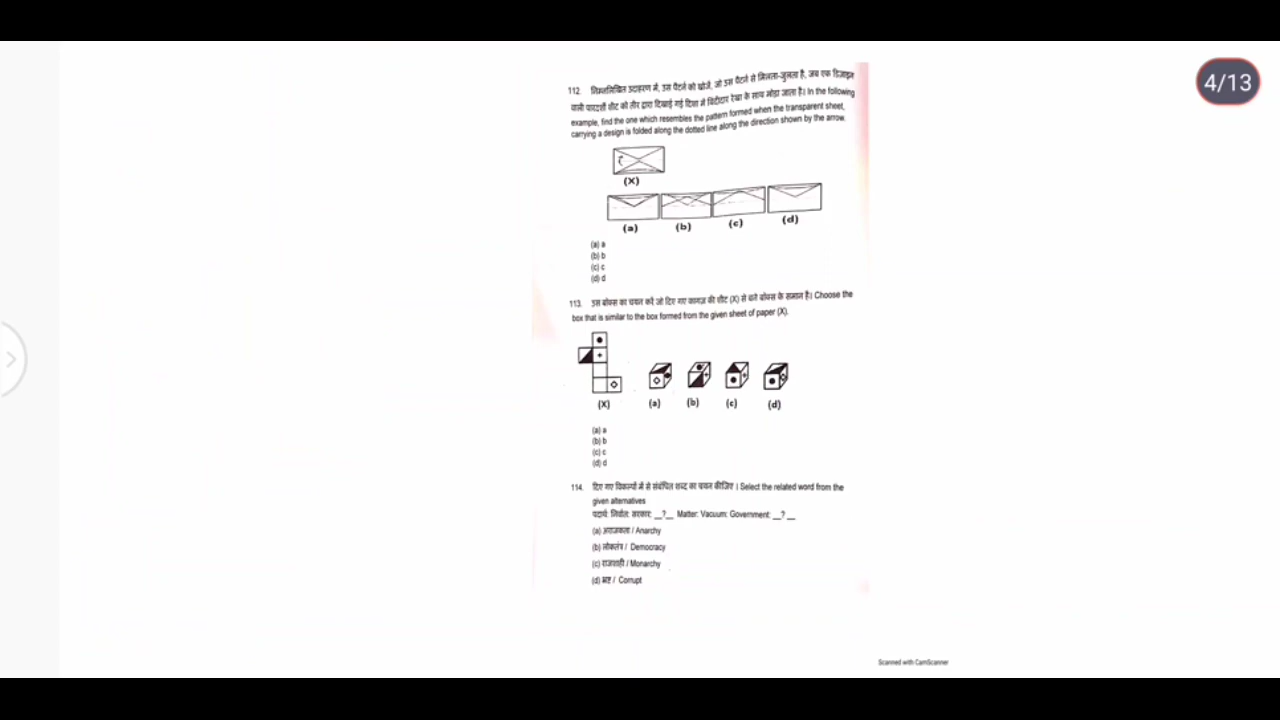 4/13
112. निम्नलिखित उदाहरण में, उस पैटर्न को खोजें, जो उस पैटर्न से मिलता-जुलता है, जब एक डिजाइन
वाली पारदर्शी शीट को तीर द्वारा दिखाई गई दिशा में बिंदीदार रेखा के साथ मोड़ा जाता है। In the following
example, find the one which resembles the pattern formed when the transparent sheet,
carrying a design is folded along the dotted line along the direction shown by the arrow.
(X)
(a) (b) (c) (d)
(a) a
(b) b
(c) c
(d) d
113. उस बॉक्स का चयन करें जो दिए गए कागज की शीट (X) से बने बॉक्स के समान है। Choose the
box that is similar to the box formed from the given sheet of paper (X).
(X) (a) (b) (c) (d)
(a) a
(b) b
(c) c
(d) d
114. दिए गए विकल्पों में से संबंधित शब्द का चयन कीजिए । Select the related word from the
given alternatives
पदार्थ: निर्वात: सरकार: __?__ Matter: Vacuum: Government: __? __
(a) अराजकता / Anarchy
(b) लोकतंत्र / Democracy
(c) राजशाही / Monarchy
(d) भ्रष्ट / Corrupt
Scanned with CamScanner